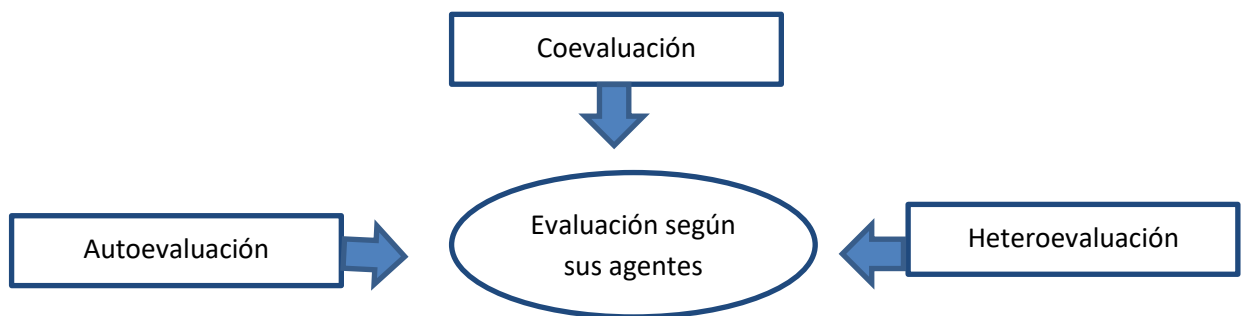 Coevaluación
Autoevaluación
Evaluación según
sus agentes
Heteroevaluación